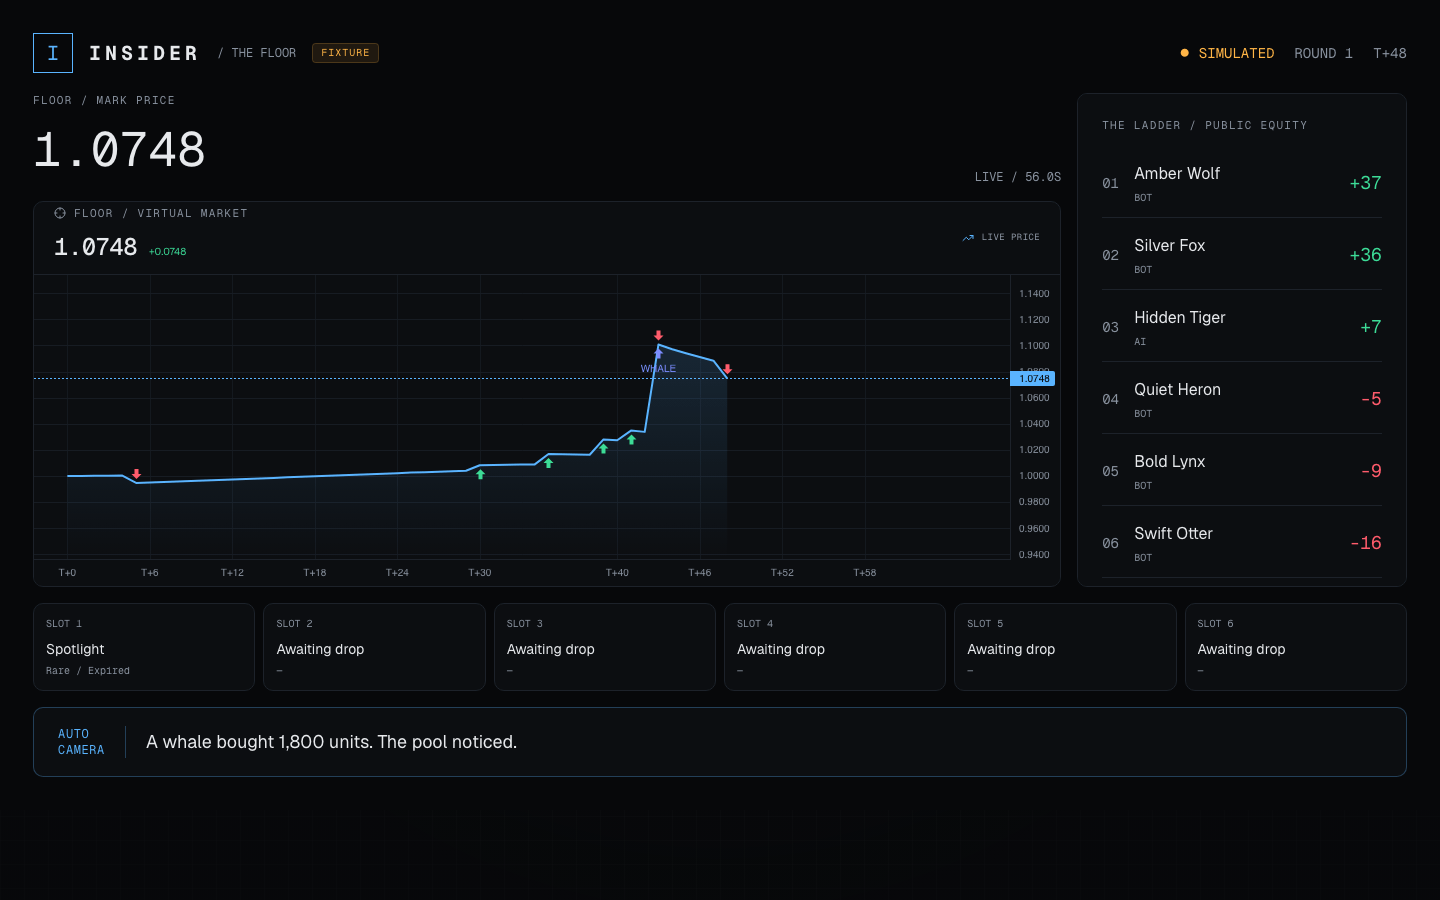 I INSIDER / THE FLOOR FIXTURE
SIMULATED ROUND 1 T+48
FLOOR / MARK PRICE
1.0748
LIVE / 56.0S
FLOOR / VIRTUAL MARKET
1.0748 +0.0748
LIVE PRICE
WHALE
1.1400
1.1200
1.1000
1.0800
1.0748
1.0600
1.0400
1.0200
1.0000
0.9800
0.9600
0.9400
T+0 T+6 T+12 T+18 T+24 T+30 T+40 T+46 T+52 T+58
THE LADDER / PUBLIC EQUITY
01 Amber Wolf +37
BOT
02 Silver Fox +36
BOT
03 Hidden Tiger +7
AI
04 Quiet Heron -5
BOT
05 Bold Lynx -9
BOT
06 Swift Otter -16
BOT
SLOT 1
Spotlight
Rare / Expired
SLOT 2
Awaiting drop
—
SLOT 3
Awaiting drop
—
SLOT 4
Awaiting drop
—
SLOT 5
Awaiting drop
—
SLOT 6
Awaiting drop
—
AUTO
CAMERA
A whale bought 1,800 units. The pool noticed.